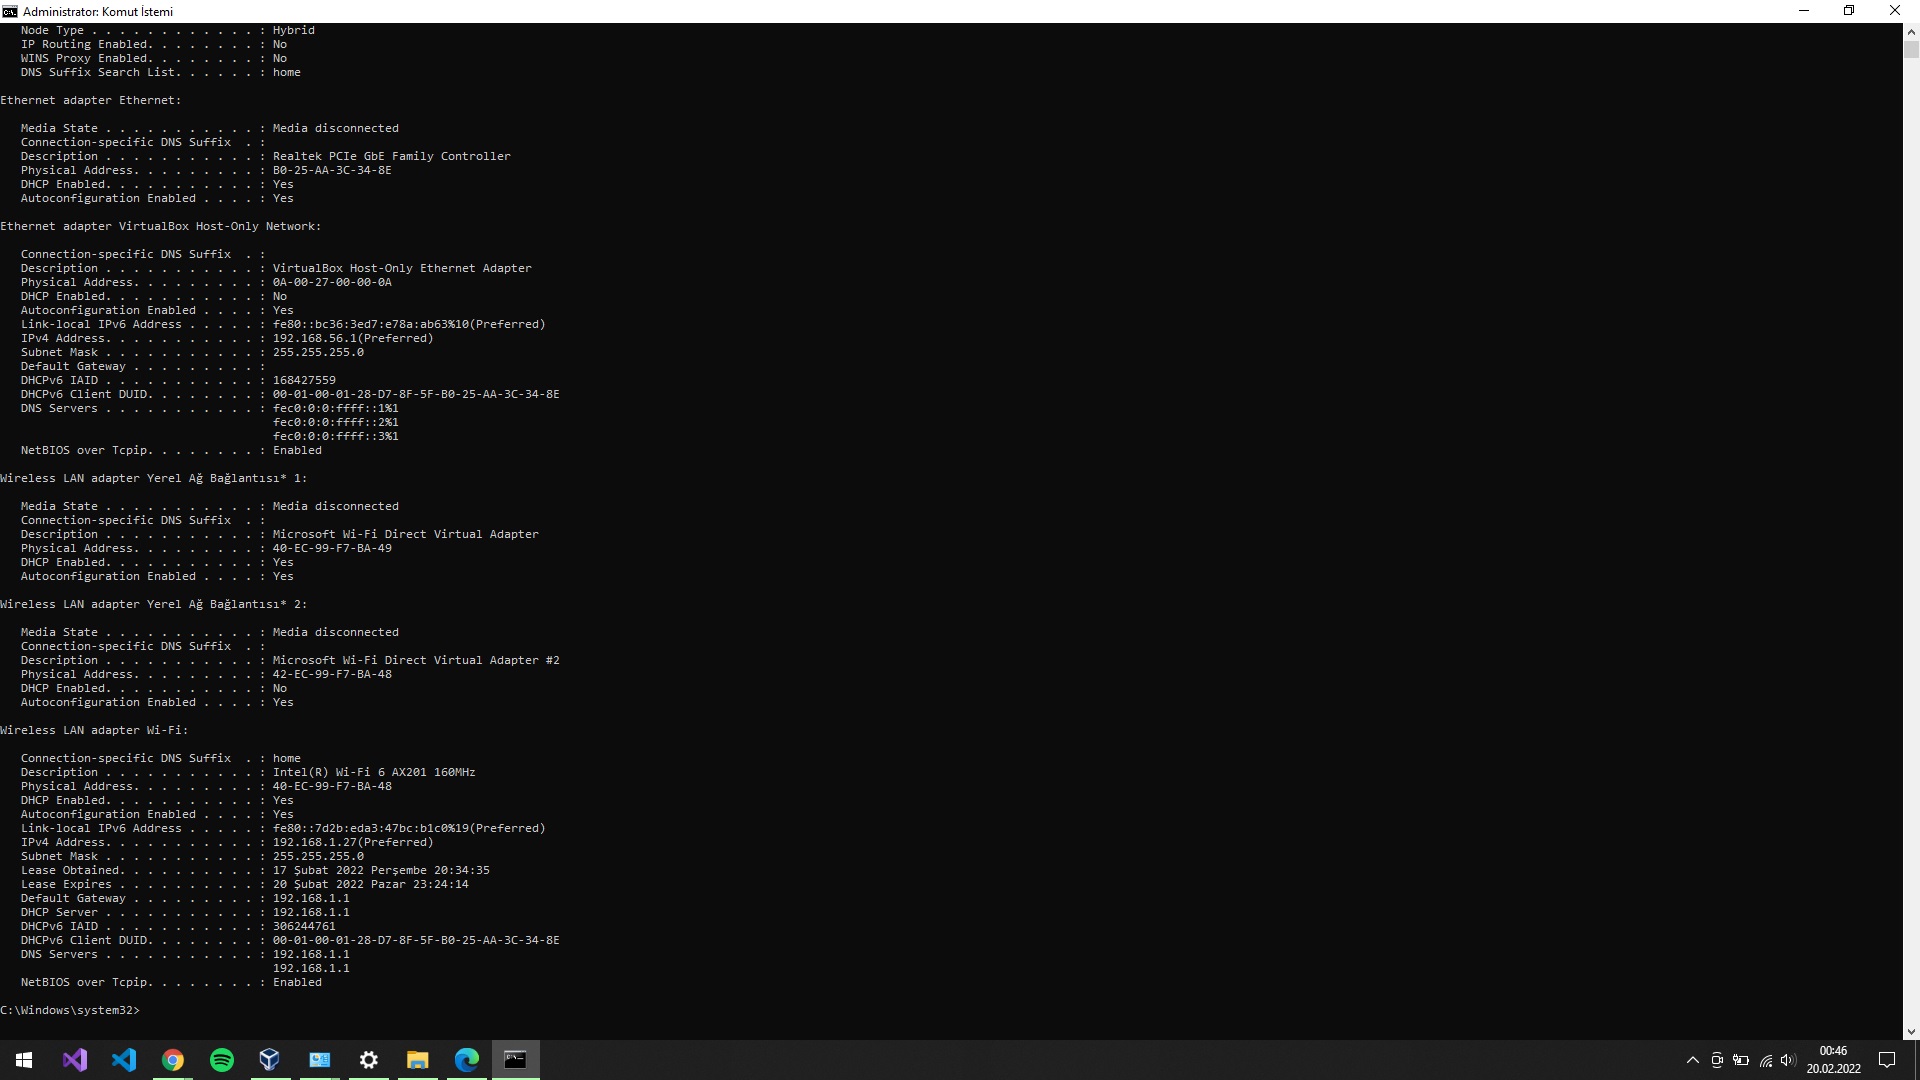 Administrator: Komut İstemi
Node Type . . . . . . . . . . . . : Hybrid
IP Routing Enabled. . . . . . . . : No
WINS Proxy Enabled. . . . . . . . : No
DNS Suffix Search List. . . . . . : home
Ethernet adapter Ethernet:
Media State . . . . . . . . . . . : Media disconnected
Connection-specific DNS Suffix  . :
Description . . . . . . . . . . . : Realtek PCIe GbE Family Controller
Physical Address. . . . . . . . . : B0-25-AA-3C-34-8E
DHCP Enabled. . . . . . . . . . . : Yes
Autoconfiguration Enabled . . . . : Yes
Ethernet adapter VirtualBox Host-Only Network:
Connection-specific DNS Suffix  . :
Description . . . . . . . . . . . : VirtualBox Host-Only Ethernet Adapter
Physical Address. . . . . . . . . : 0A-00-27-00-00-0A
DHCP Enabled. . . . . . . . . . . : No
Autoconfiguration Enabled . . . . : Yes
Link-local IPv6 Address . . . . . : fe80::bc36:3ed7:e78a:ab63%10(Preferred)
IPv4 Address. . . . . . . . . . . : 192.168.56.1(Preferred)
Subnet Mask . . . . . . . . . . . : 255.255.255.0
Default Gateway . . . . . . . . . :
DHCPv6 IAID . . . . . . . . . . . : 168427559
DHCPv6 Client DUID. . . . . . . . : 00-01-00-01-28-D7-8F-5F-B0-25-AA-3C-34-8E
DNS Servers . . . . . . . . . . . : fec0:0:0:ffff::1%1
fec0:0:0:ffff::2%1
fec0:0:0:ffff::3%1
NetBIOS over Tcpip. . . . . . . . : Enabled
Wireless LAN adapter Yerel Ağ Bağlantısı* 1:
Media State . . . . . . . . . . . : Media disconnected
Connection-specific DNS Suffix  . :
Description . . . . . . . . . . . : Microsoft Wi-Fi Direct Virtual Adapter
Physical Address. . . . . . . . . : 40-EC-99-F7-BA-49
DHCP Enabled. . . . . . . . . . . : Yes
Autoconfiguration Enabled . . . . : Yes
Wireless LAN adapter Yerel Ağ Bağlantısı* 2:
Media State . . . . . . . . . . . : Media disconnected
Connection-specific DNS Suffix  . :
Description . . . . . . . . . . . : Microsoft Wi-Fi Direct Virtual Adapter #2
Physical Address. . . . . . . . . : 42-EC-99-F7-BA-48
DHCP Enabled. . . . . . . . . . . : No
Autoconfiguration Enabled . . . . : Yes
Wireless LAN adapter Wi-Fi:
Connection-specific DNS Suffix  . : home
Description . . . . . . . . . . . : Intel(R) Wi-Fi 6 AX201 160MHz
Physical Address. . . . . . . . . : 40-EC-99-F7-BA-48
DHCP Enabled. . . . . . . . . . . : Yes
Autoconfiguration Enabled . . . . : Yes
Link-local IPv6 Address . . . . . : fe80::7d2b:eda3:47bc:b1c0%19(Preferred)
IPv4 Address. . . . . . . . . . . : 192.168.1.27(Preferred)
Subnet Mask . . . . . . . . . . . : 255.255.255.0
Lease Obtained. . . . . . . . . . : 17 Şubat 2022 Perşembe 20:34:35
Lease Expires . . . . . . . . . . : 20 Şubat 2022 Pazar 23:24:14
Default Gateway . . . . . . . . . : 192.168.1.1
DHCP Server . . . . . . . . . . . : 192.168.1.1
DHCPv6 IAID . . . . . . . . . . . : 306244761
DHCPv6 Client DUID. . . . . . . . : 00-01-00-01-28-D7-8F-5F-B0-25-AA-3C-34-8E
DNS Servers . . . . . . . . . . . : 192.168.1.1
192.168.1.1
NetBIOS over Tcpip. . . . . . . . : Enabled
C:\Windows\system32>
00:46
20.02.2022